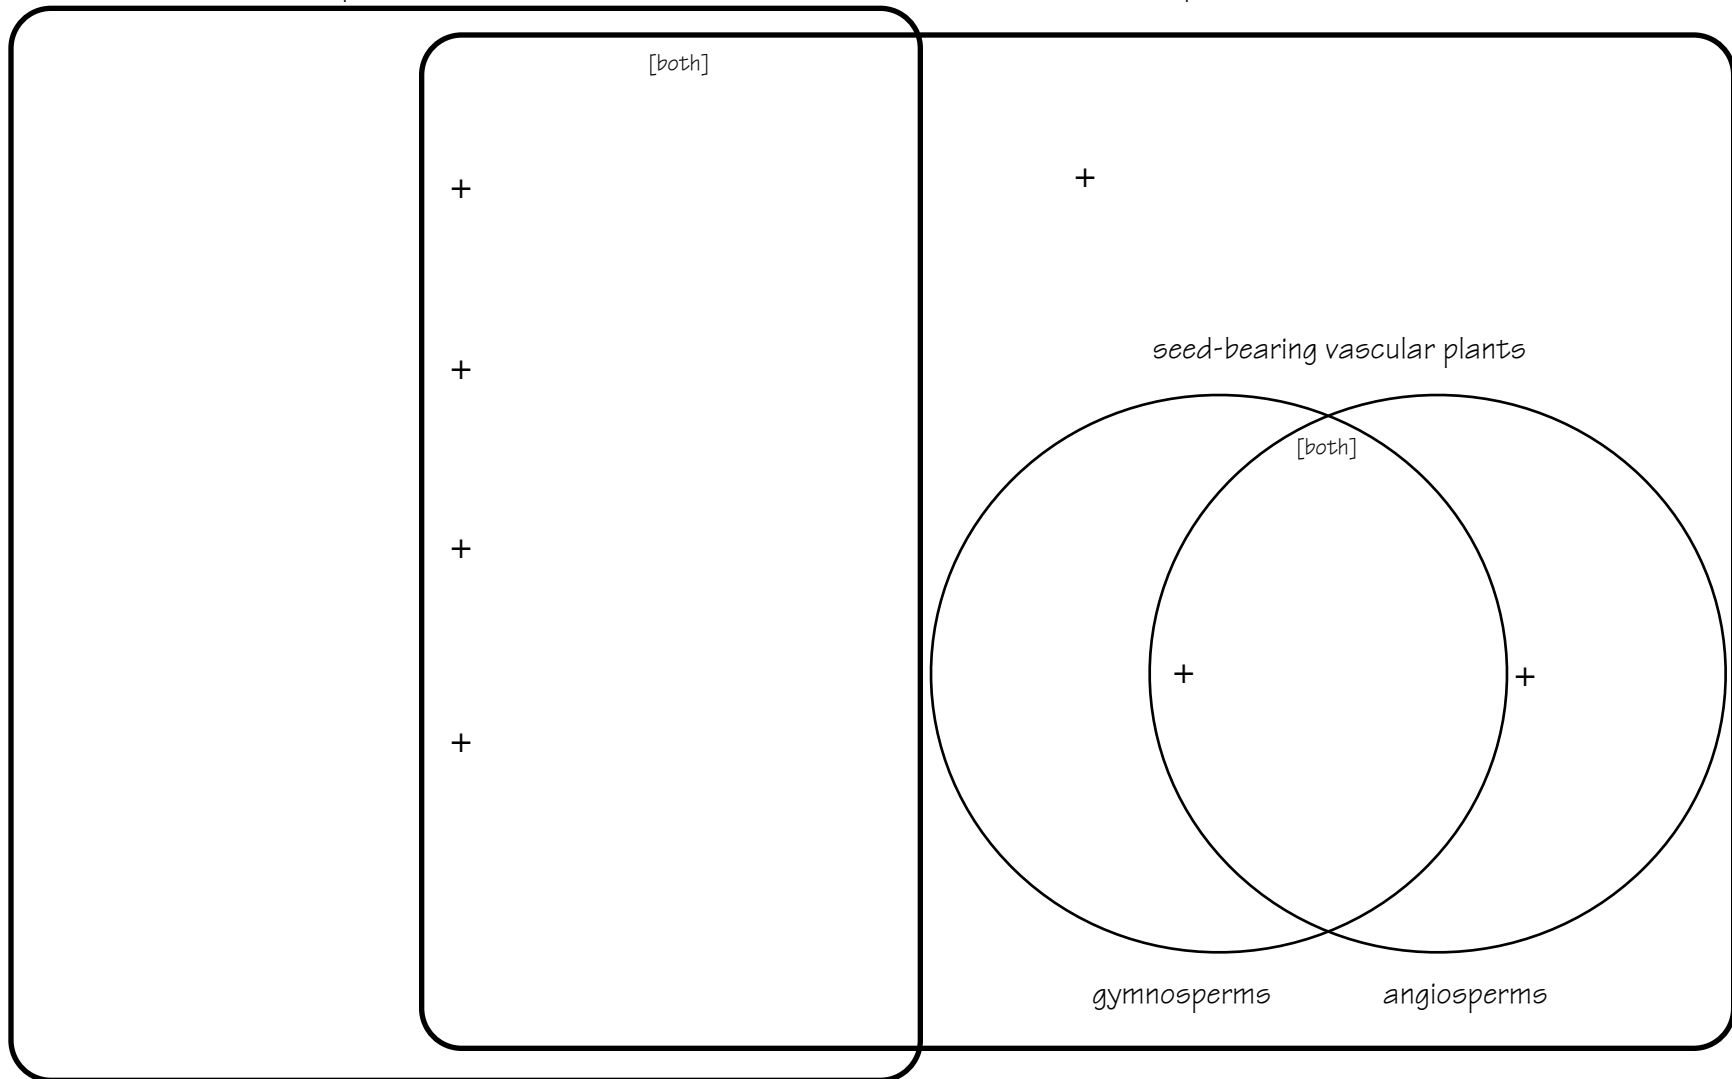 [both]
+
+
+
seed-bearing vascular plants
[both]
+
+
+
+
gymnosperms
angiosperms